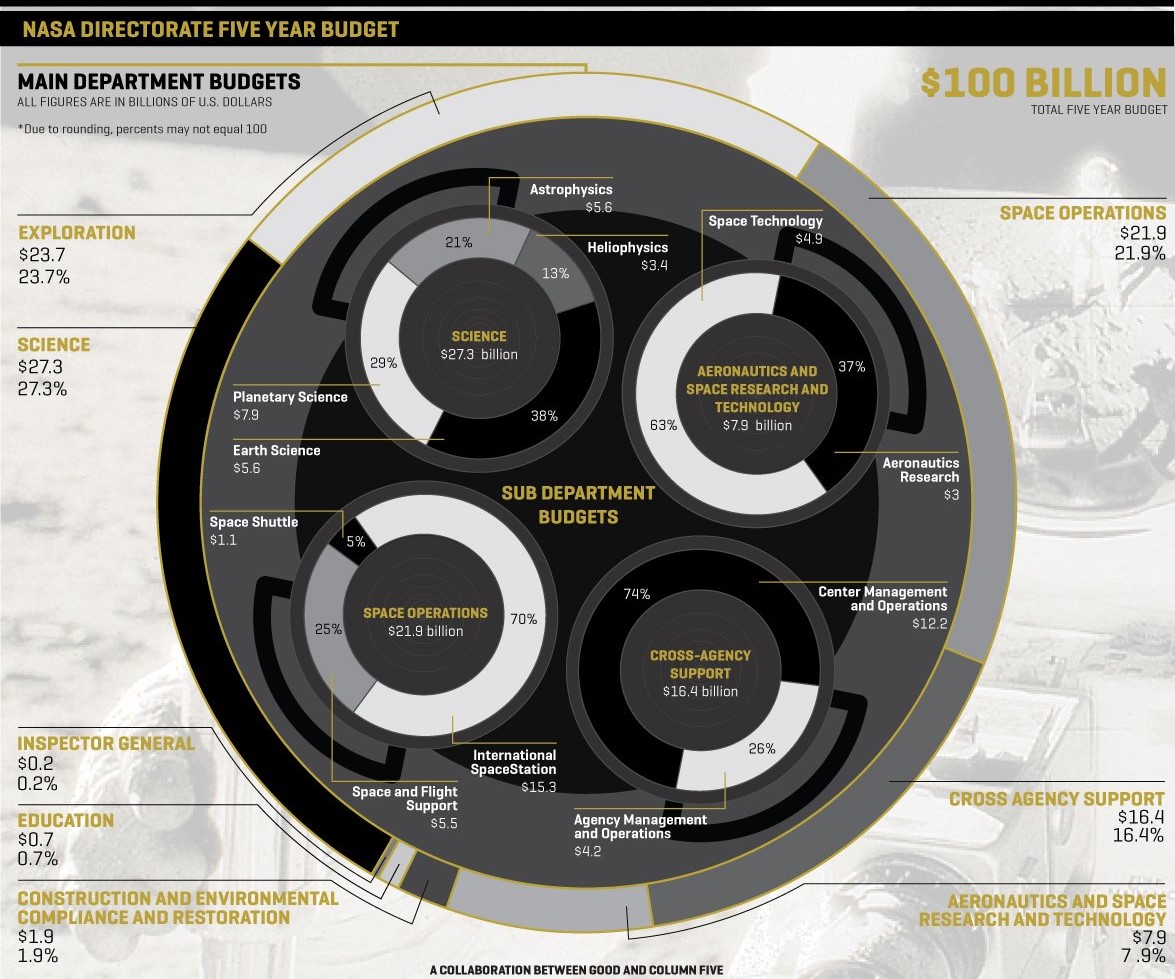 NASA DIRECTORATE FIVE YEAR BUDGET
MAIN DEPARTMENT BUDGETS
ALL FIGURES ARE IN BILLIONS OF U.S. DOLLARS
*Due to rounding, percents may not equal 100
$100 BILLION
TOTAL FIVE YEAR BUDGET
EXPLORATION
$23.7
23.7%
SCIENCE
$27.3
27.3%
SPACE OPERATIONS
$21.9
21.9%
Astrophysics
$5.6
Heliophysics
$3.4
21%
13%
29%
38%
SCIENCE
$27.3 billion
Planetary Science
$7.9
Earth Science
$5.6
Space Technology
$4.9
37%
63%
AERONAUTICS AND
SPACE RESEARCH AND
TECHNOLOGY
$7.9 billion
Aeronautics
Research
$3
SUB DEPARTMENT
BUDGETS
Space Shuttle
$1.1
5%
70%
25%
SPACE OPERATIONS
$21.9 billion
International
SpaceStation
$15.3
Space and Flight
Support
$5.5
74%
26%
CROSS-AGENCY
SUPPORT
$16.4 billion
Center Management
and Operations
$12.2
Agency Management
and Operations
$4.2
INSPECTOR GENERAL
$0.2
0.2%
EDUCATION
$0.7
0.7%
CONSTRUCTION AND ENVIRONMENTAL
COMPLIANCE AND RESTORATION
$1.9
1.9%
CROSS AGENCY SUPPORT
$16.4
16.4%
AERONAUTICS AND SPACE
RESEARCH AND TECHNOLOGY
$7.9
7.9%
A COLLABORATION BETWEEN GOOD AND COLUMN FIVE